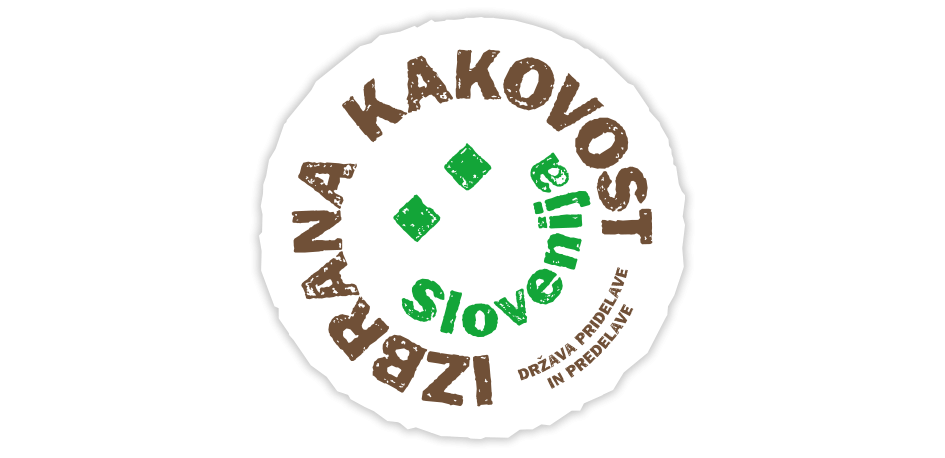 IZBRANA KAKOVOST
Slovenija
DRŽAVA PRIDELAVE
IN PREDELAVE